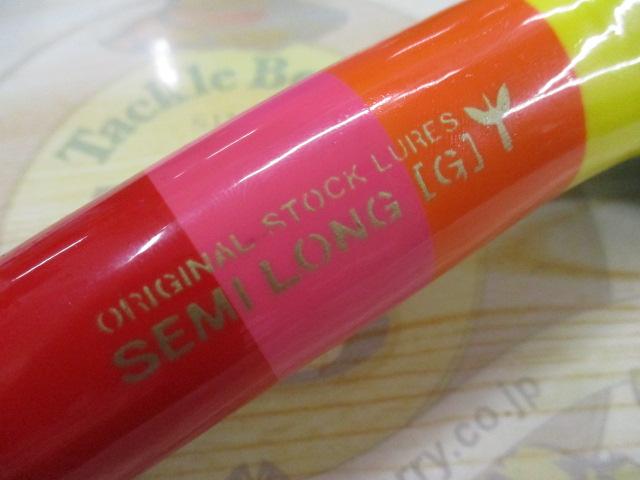 Tackle Be
ORIGINAL STOCK LURES
SEMI LONG [G]
rry.co.jp